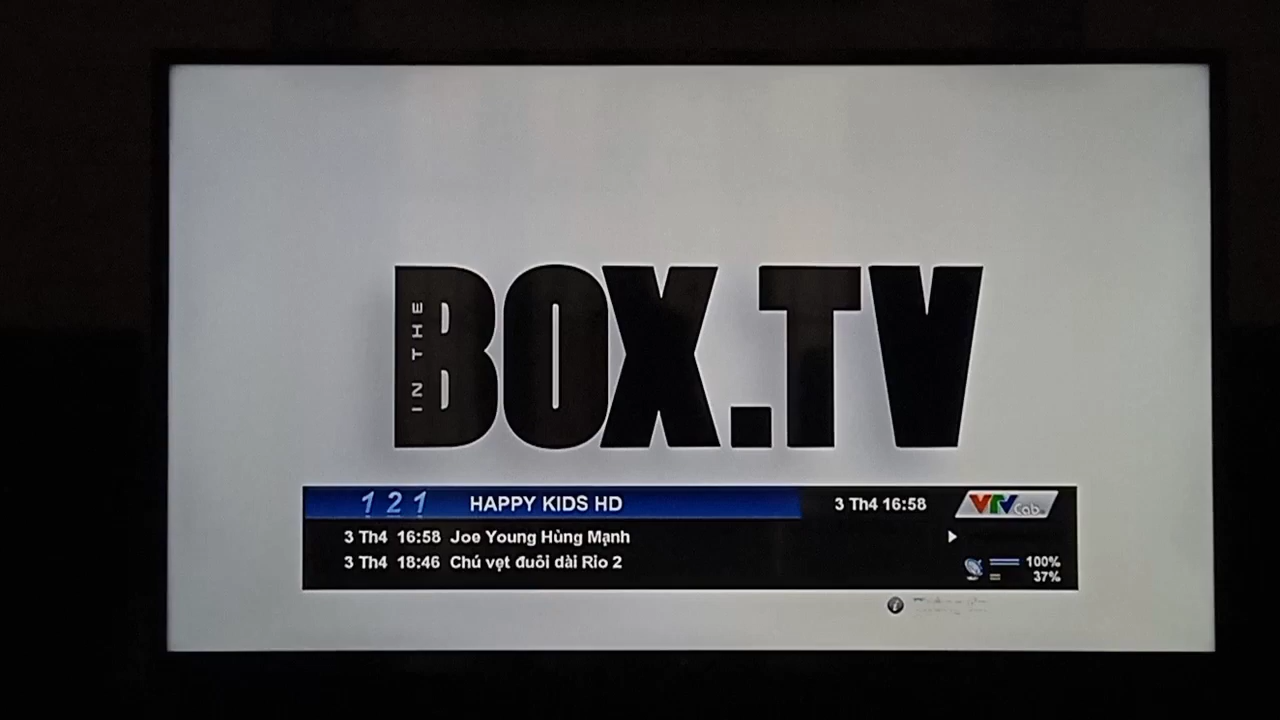 IN THE
BOX.TV
121 HAPPY KIDS HD 3 Th4 16:58 VTVCab
3 Th4 16:58 Joe Young Hùng Mạnh
3 Th4 18:46 Chú vẹt đuôi dài Rio 2
100%
37%